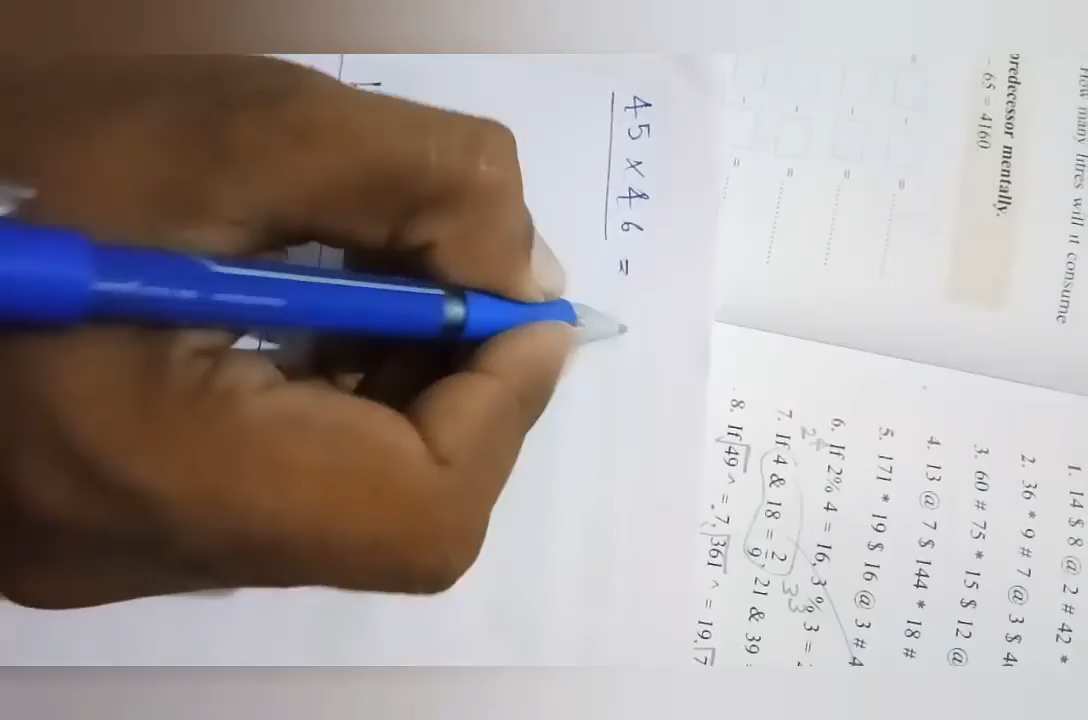 How many litres will it consume
predecessor mentally.
- 65 = 4160
= - =
- =
- =
- =
45 × 46 =
1. 14 $ 8 @ 2 # 42 *
2. 36 * 9 # 7 @ 3 $ 4
3. 60 # 75 * 15 $ 12 @
4. 13 @ 7 $ 144 * 18 #
5. 171 * 19 $ 16 @ 3 # 4
6. If 2% 4 = 16, 3 % 3 =
24 33
7. If 4 & 18 = 2/9, 21 & 39
8. If √49 ^ = 7, √361 ^ = 19, √7